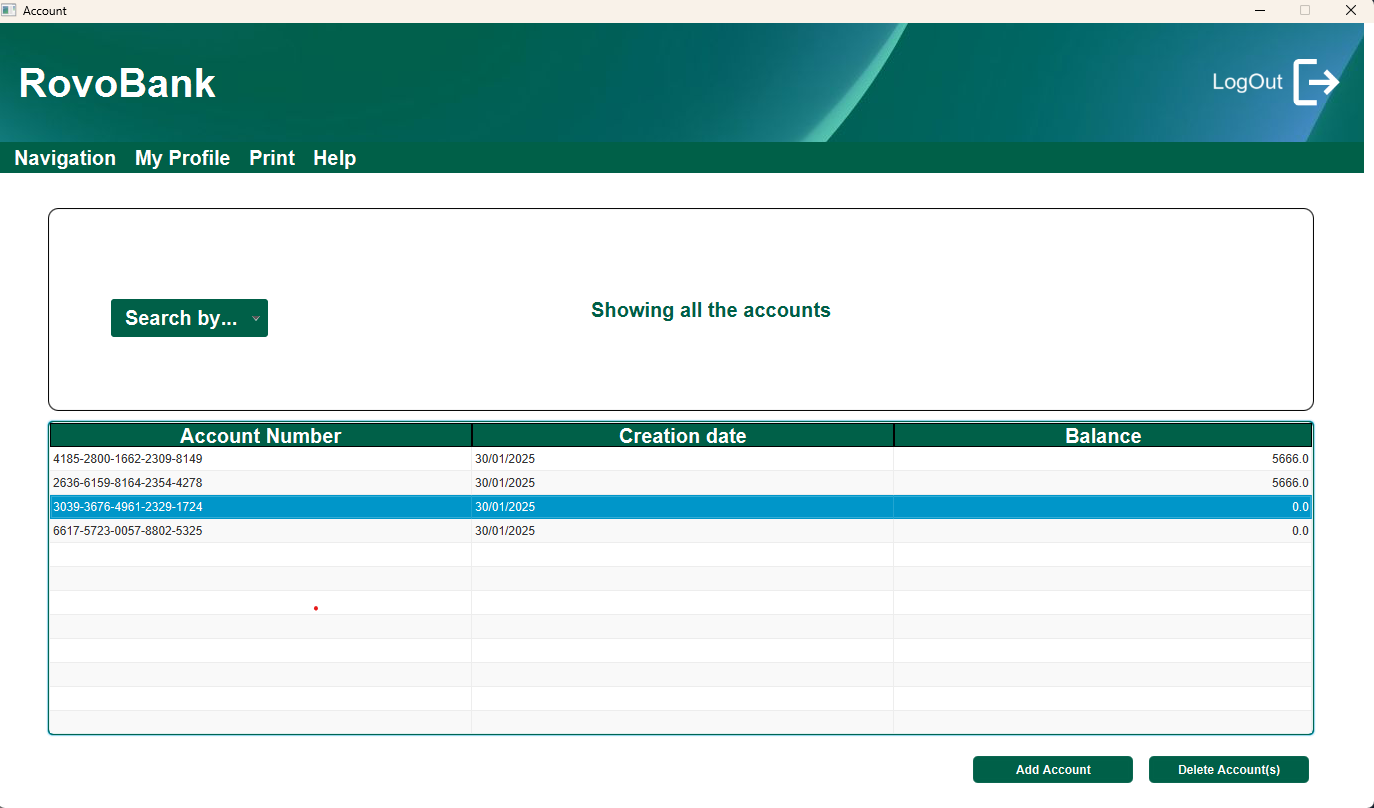 Account
RovoBank
LogOut
Navigation My Profile Print Help
Search by...
Showing all the accounts
Account Number Creation date Balance
4185-2800-1662-2309-8149 30/01/2025 5666.0
2636-6159-8164-2354-4278 30/01/2025 5666.0
3039-3676-4961-2329-1724 30/01/2025 0.0
6617-5723-0057-8802-5325 30/01/2025 0.0
Add Account Delete Account(s)